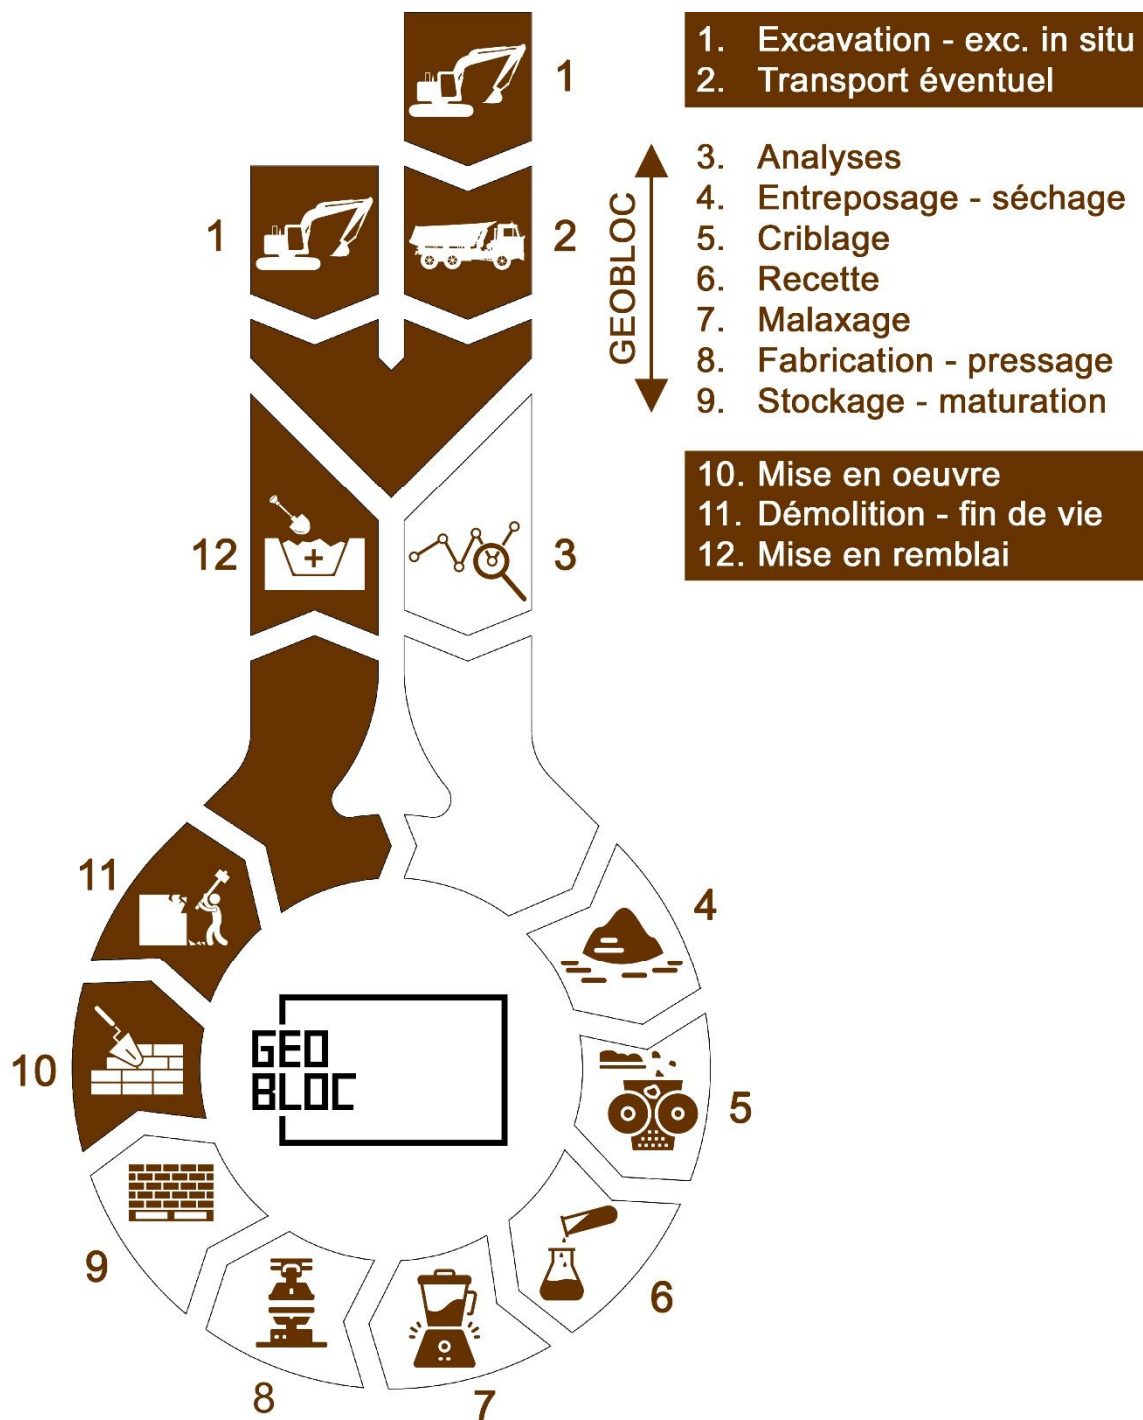 1
1. Excavation - exc. in situ
2. Transport éventuel
1
2
GEOBLOC
3. Analyses
4. Entreposage - séchage
5. Criblage
6. Recette
7. Malaxage
8. Fabrication - pressage
9. Stockage - maturation
10. Mise en oeuvre
11. Démolition - fin de vie
12. Mise en remblai
12
3
11
4
10
GEO
BLOC
5
9
6
8
7